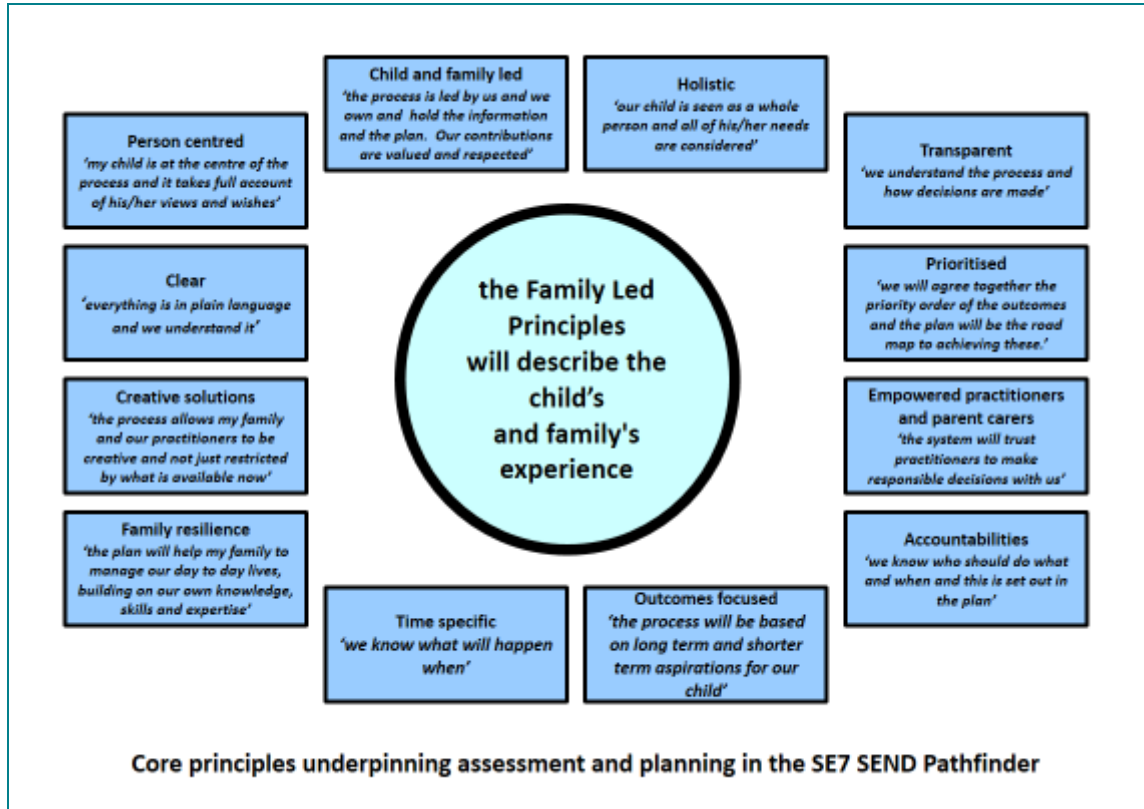 Child and family led
‘the process is led by us and we
own and hold the information
and the plan. Our contributions
are valued and respected’
Holistic
‘our child is seen as a whole
person and all of his/her needs
are considered’
Person centred
‘my child is at the centre of the
process and it takes full account
of his/her views and wishes’
Transparent
‘we understand the process and
how decisions are made’
Clear
‘everything is in plain language
and we understand it’
the Family Led
Principles
will describe the
child’s
and family's
experience
Prioritised
‘we will agree together the
priority order of the outcomes
and the plan will be the road
map to achieving these.’
Creative solutions
‘the process allows my family
and our practitioners to be
creative and not just restricted
by what is available now’
Empowered practitioners
and parent carers
‘the system will trust
practitioners to make
responsible decisions with us’
Family resilience
‘the plan will help my family to
manage our day to day lives,
building on our own knowledge,
skills and expertise’
Accountabilities
‘we know who should do what
and when and this is set out in
the plan’
Time specific
‘we know what will happen
when’
Outcomes focused
‘the process will be based
on long term and shorter
term aspirations for our
child’
Core principles underpinning assessment and planning in the SE7 SEND Pathfinder